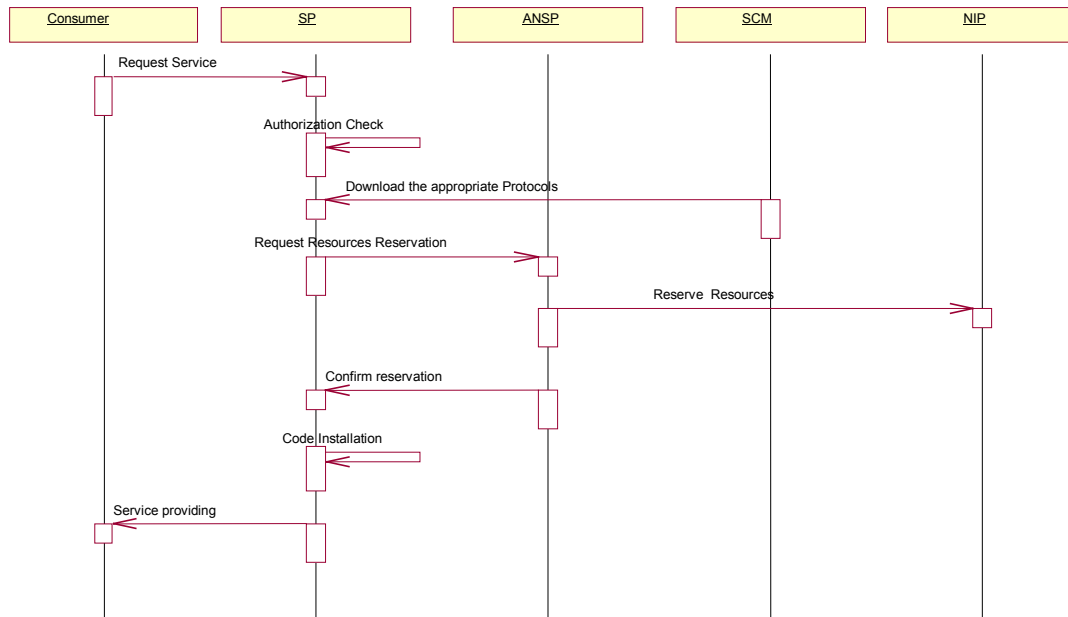 Consumer
SP
ANSP
SCM
NIP
Request Service
Authorization Check
Download the appropriate Protocols
Request Resources Reservation
Reserve  Resources
Confirm reservation
Code Installation
Service providing